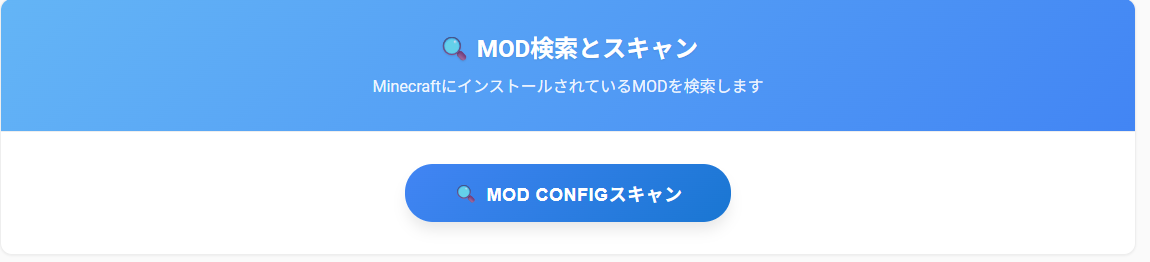 MOD検索とスキャン
MinecraftにインストールされているMODを検索します
MOD CONFIGスキャン